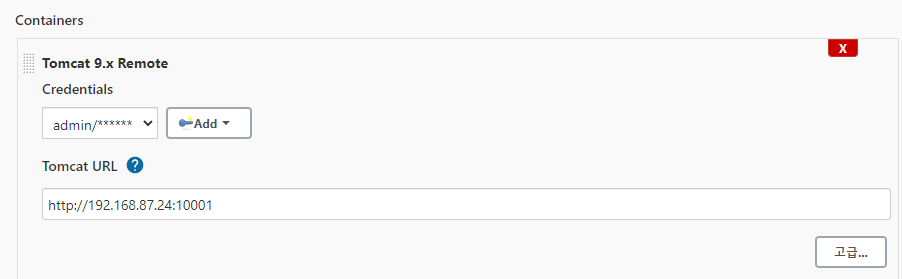 Containers
X
Tomcat 9.x Remote
Credentials
admin/******
Add
Tomcat URL ?
http://192.168.87.24:10001
고급...